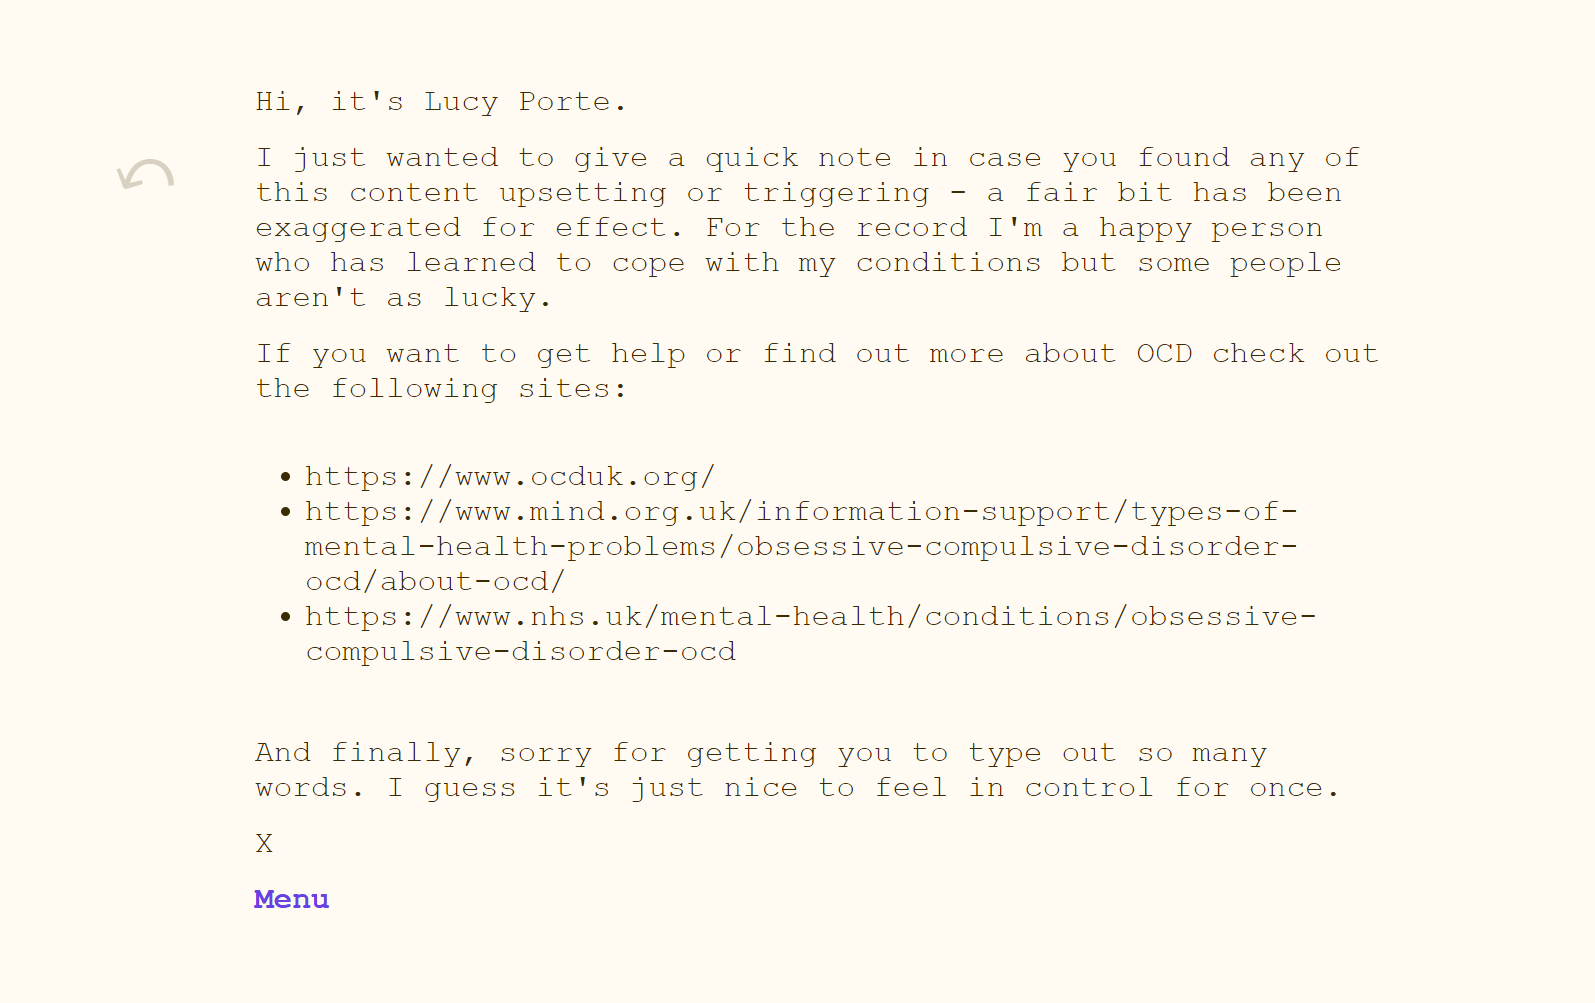 Hi, it's Lucy Porte.
I just wanted to give a quick note in case you found any of
this content upsetting or triggering - a fair bit has been
exaggerated for effect. For the record I'm a happy person
who has learned to cope with my conditions but some people
aren't as lucky.
If you want to get help or find out more about OCD check out
the following sites:
• https://www.ocduk.org/
• https://www.mind.org.uk/information-support/types-of-
mental-health-problems/obsessive-compulsive-disorder-
ocd/about-ocd/
• https://www.nhs.uk/mental-health/conditions/obsessive-
compulsive-disorder-ocd
And finally, sorry for getting you to type out so many
words. I guess it's just nice to feel in control for once.
X
Menu